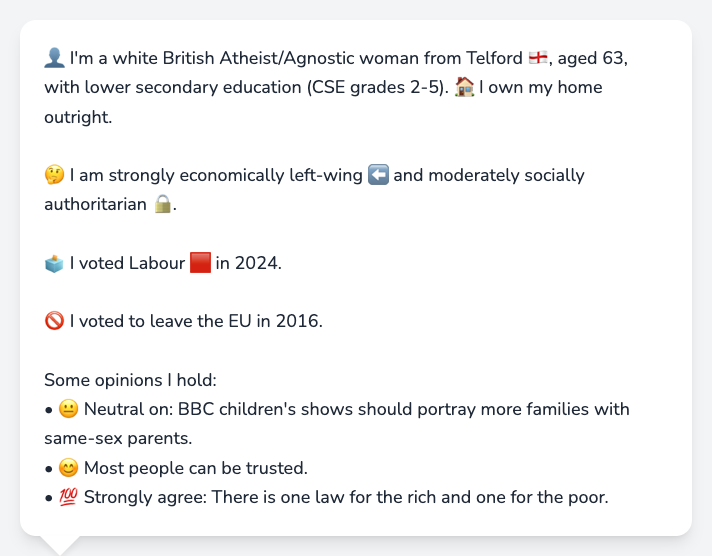 👤 I'm a white British Atheist/Agnostic woman from Telford 🏴󠁧󠁢󠁥󠁮󠁧󠁿, aged 63,
with lower secondary education (CSE grades 2-5). 🏠 I own my home
outright.
🤔 I am strongly economically left-wing ⬅️ and moderately socially
authoritarian 🔒.
🗳️ I voted Labour 🟥 in 2024.
🚫 I voted to leave the EU in 2016.
Some opinions I hold:
• 😐 Neutral on: BBC children's shows should portray more families with
same-sex parents.
• 😊 Most people can be trusted.
• 💯 Strongly agree: There is one law for the rich and one for the poor.